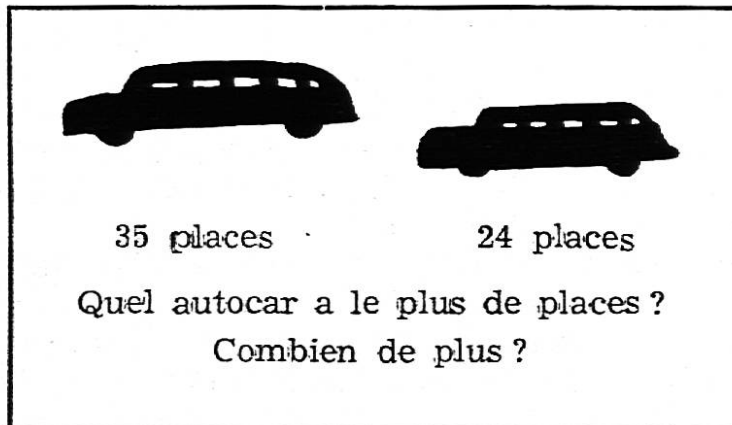 35 places
24 places
Quel autocar a le plus de places ?
Combien de plus ?